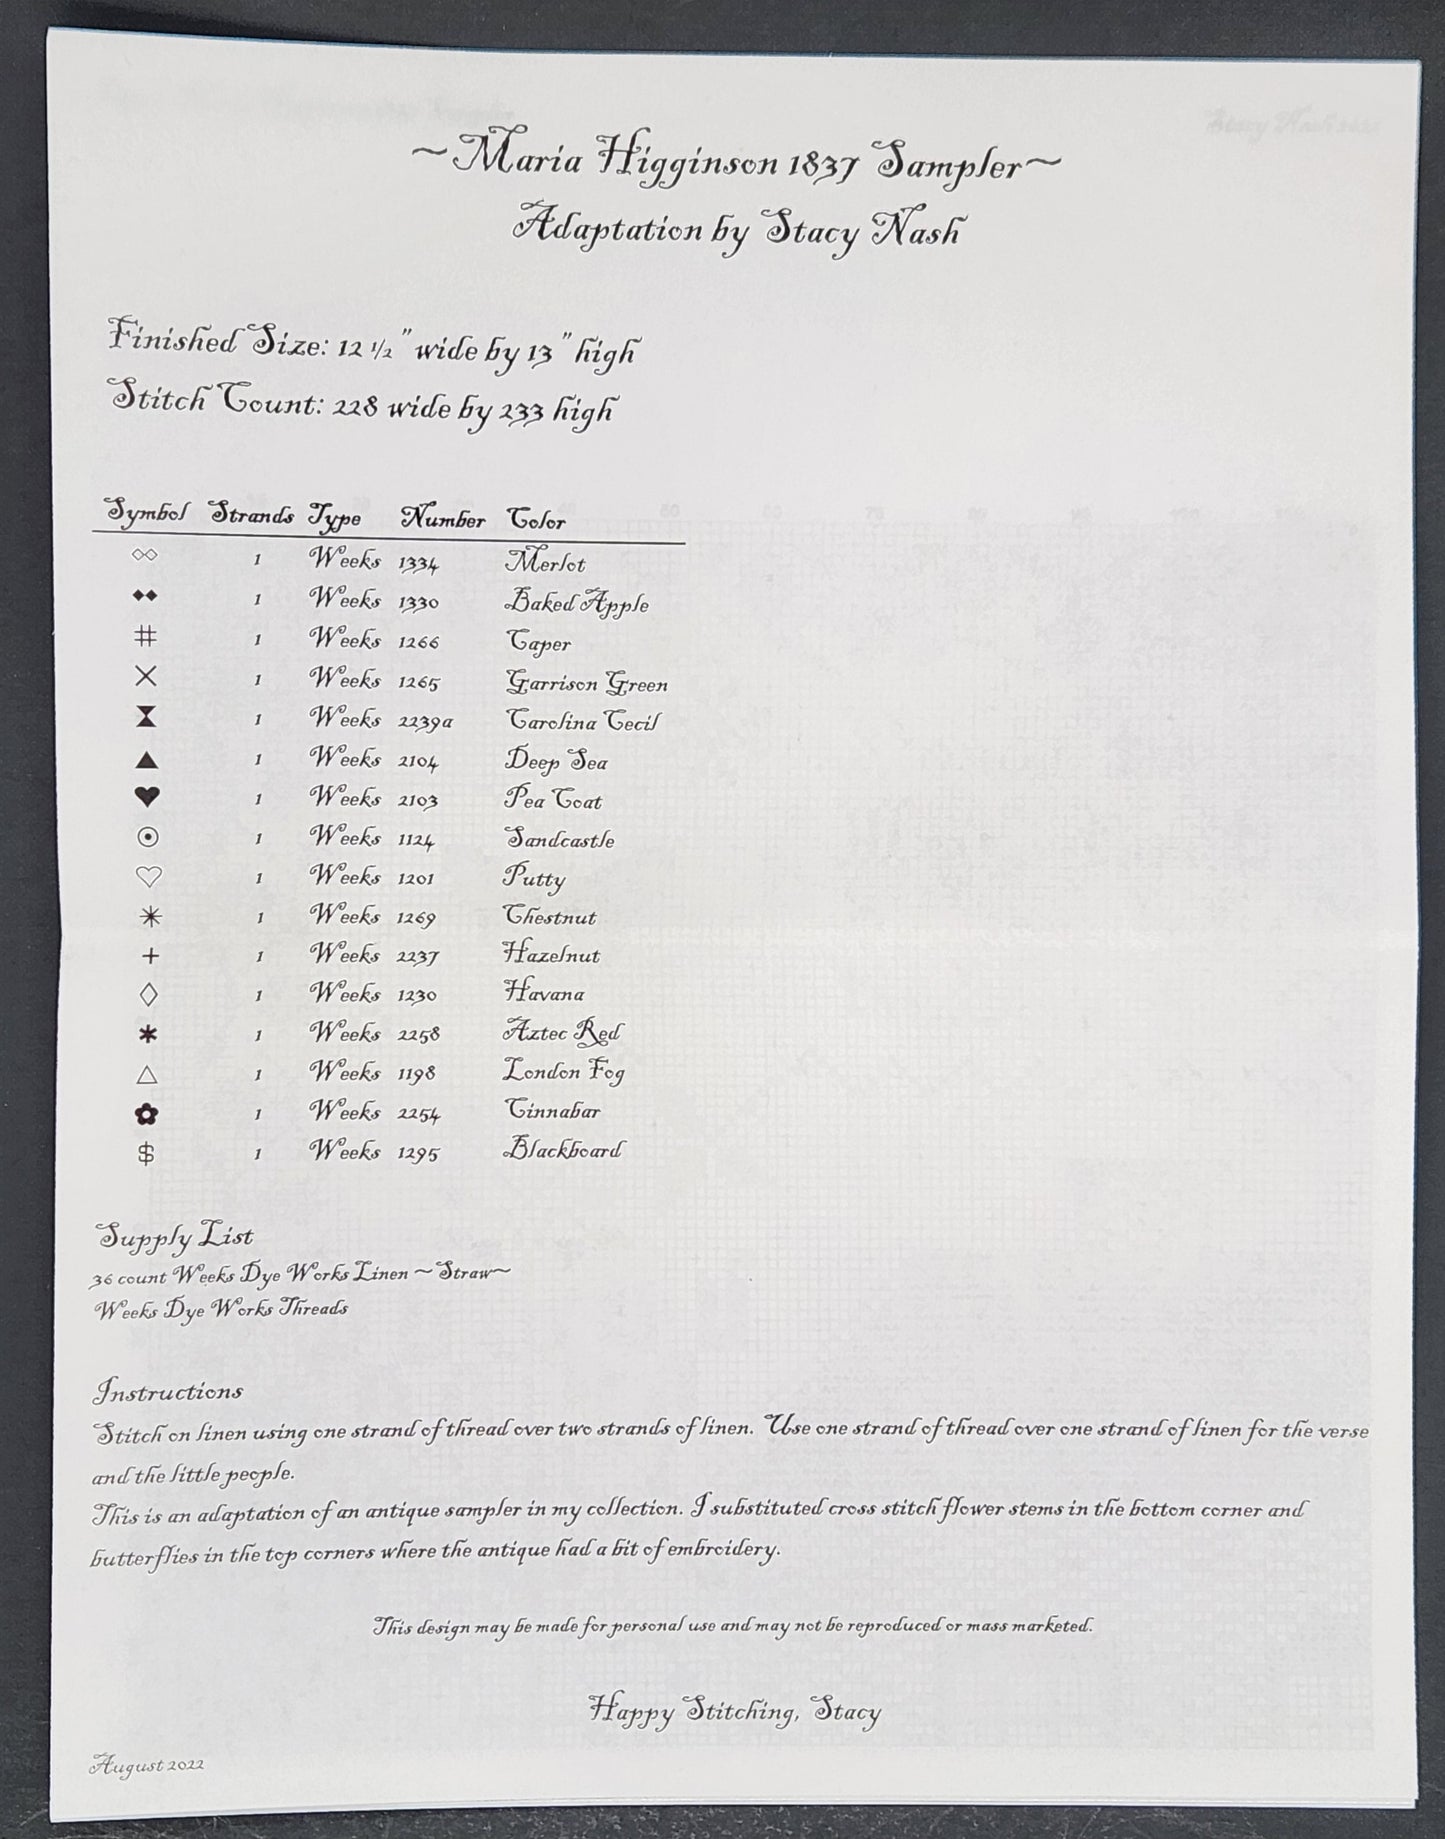 ~Maria Higginson 1837 Sampler~
Adaptation by Stacy Nash
Finished Size: 12 ½" wide by 13" high
Stitch Count: 228 wide by 233 high
Symbol Strands Type Number Color
1 Weeks 1334 Merlot
1 Weeks 1330 Baked Apple
# 1 Weeks 1266 Caper
1 Weeks 1265 Garrison Green
1 Weeks 2239a Carolina Cecil
▲ 1 Weeks 2104 Deep Sea
♥ 1 Weeks 2103 Pea Coat
1 Weeks 1124 Sandcastle
♡ 1 Weeks 1201 Putty
1 Weeks 1269 Chestnut
+ 1 Weeks 2237 Hazelnut
◊ 1 Weeks 1230 Havana
* 1 Weeks 2258 Aztec Red
△ 1 Weeks 1198 London Fog
1 Weeks 2254 Cinnabar
$ 1 Weeks 1295 Blackboard
Supply List
36 count Weeks Dye Works Linen ~Straw~
Weeks Dye Works Threads
Instructions
Stitch on linen using one strand of thread over two strands of linen. Use one strand of thread over one strand of linen for the verse
and the little people.
This is an adaptation of an antique sampler in my collection. I substituted cross stitch flower stems in the bottom corner and
butterflies in the top corners where the antique had a bit of embroidery.
This design may be made for personal use and may not be reproduced or mass marketed.
Happy Stitching, Stacy
August 2022